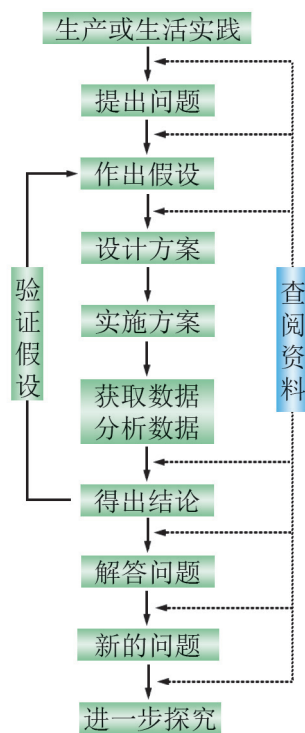 生产或生活实践
提出问题
作出假设
设计方案
实施方案
获取数据
分析数据
得出结论
解答问题
新的问题
进一步探究
验证假设
查阅资料